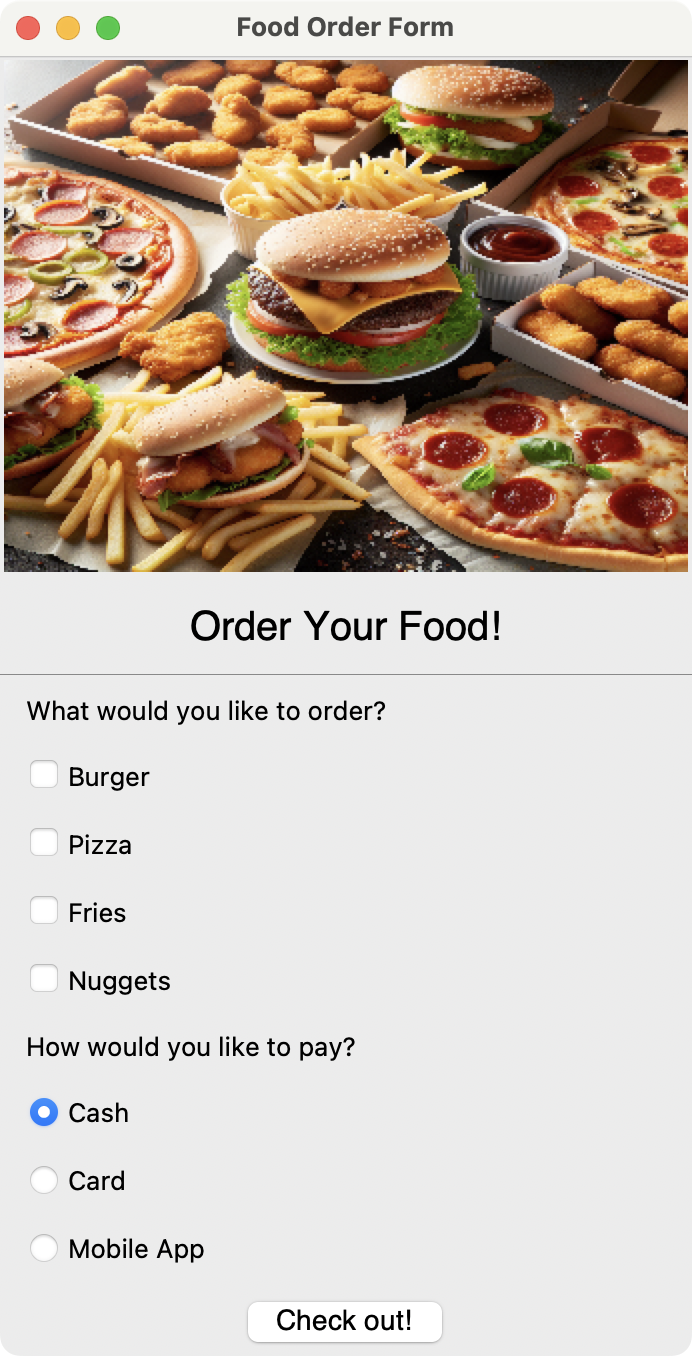 Food Order Form
Order Your Food!
What would you like to order?
Burger
Pizza
Fries
Nuggets
How would you like to pay?
Cash
Card
Mobile App
Check out!